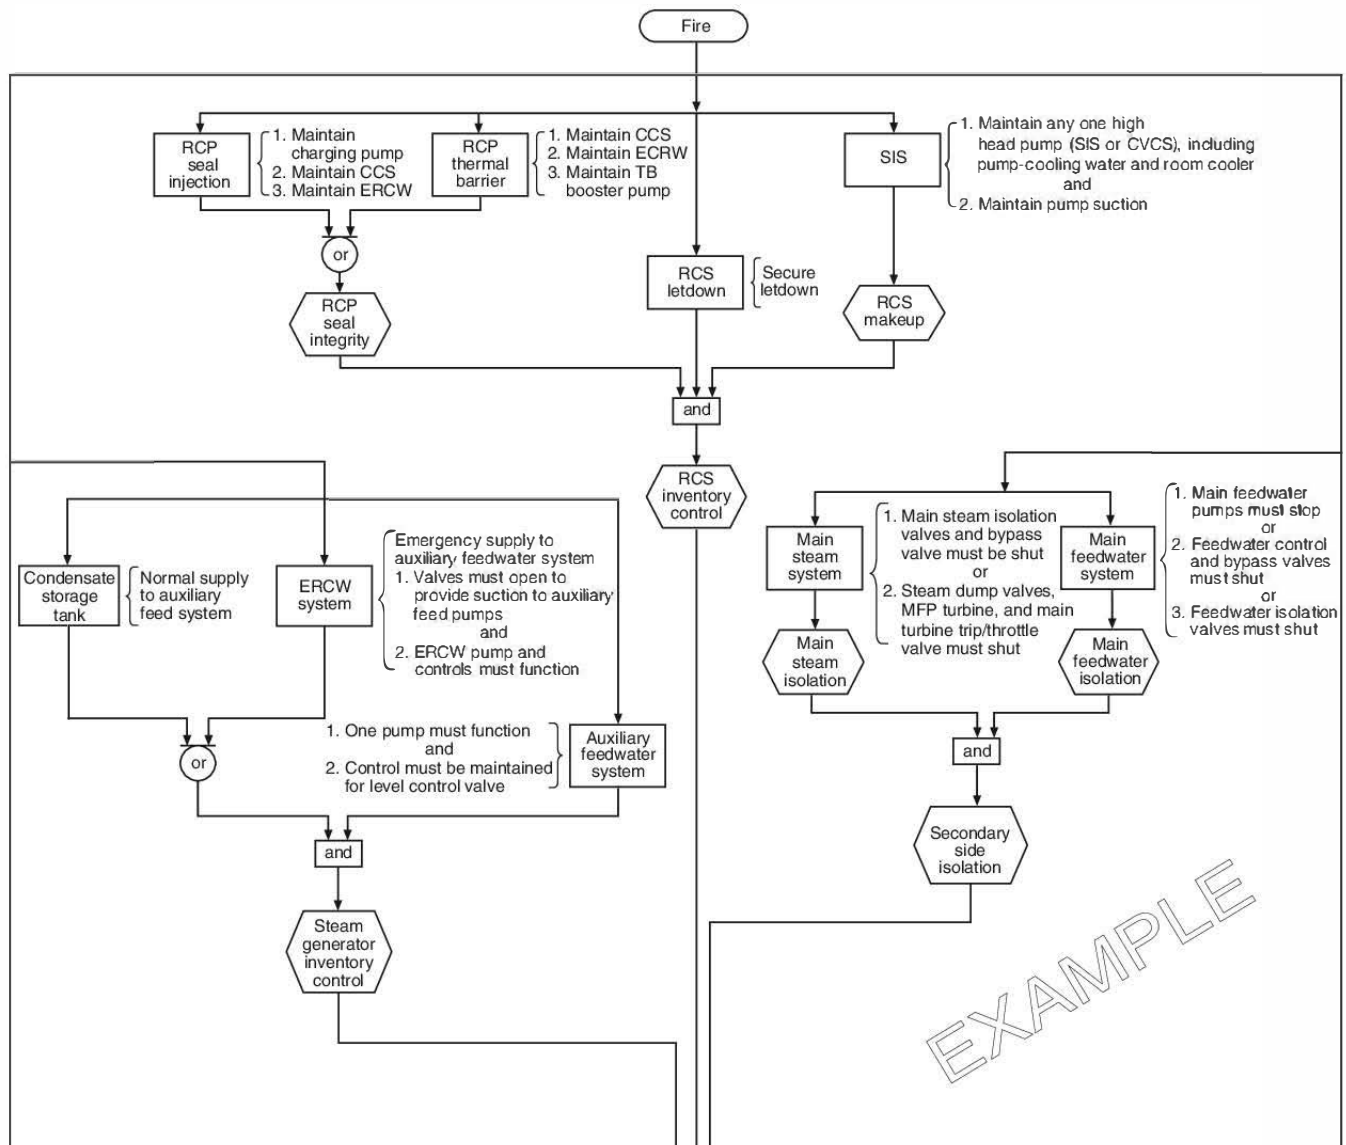 Fire
RCP
seal
injection
1. Maintain
charging pump
2. Maintain CCS
3. Maintain ERCW
RCP
thermal
barrier
1. Maintain CCS
2. Maintain ECRW
3. Maintain TB
booster pump
SIS
1. Maintain any one high
head pump (SIS or CVCS), including
pump-cooling water and room cooler
and
2. Maintain pump suction
or
RCP
seal
integrity
RCS
letdown
Secure
letdown
RCS
makeup
and
RCS
inventory
control
Condensate
storage
tank
Normal supply
to auxiliary
feed system
ERCW
system
Emergency supply to
auxiliary feedwater system
1. Valves must open to
provide suction to auxiliary
feed pumps
and
2. ERCW pump and
controls must function
Main
steam
system
1. Main steam isolation
valves and bypass
valve must be shut
or
2. Steam dump valves,
MFP turbine, and main
turbine trip/throttle
valve must shut
Main
feedwater
system
1. Main feedwater
pumps must stop
or
2. Feedwater control
and bypass valves
must shut
or
3. Feedwater isolation
valves must shut
Main
steam
isolation
Main
feedwater
isolation
or
1. One pump must function
and
2. Control must be maintained
for level control valve
Auxiliary
feedwater
system
and
and
Secondary
side
isolation
Steam
generator
inventory
control
EXAMPLE